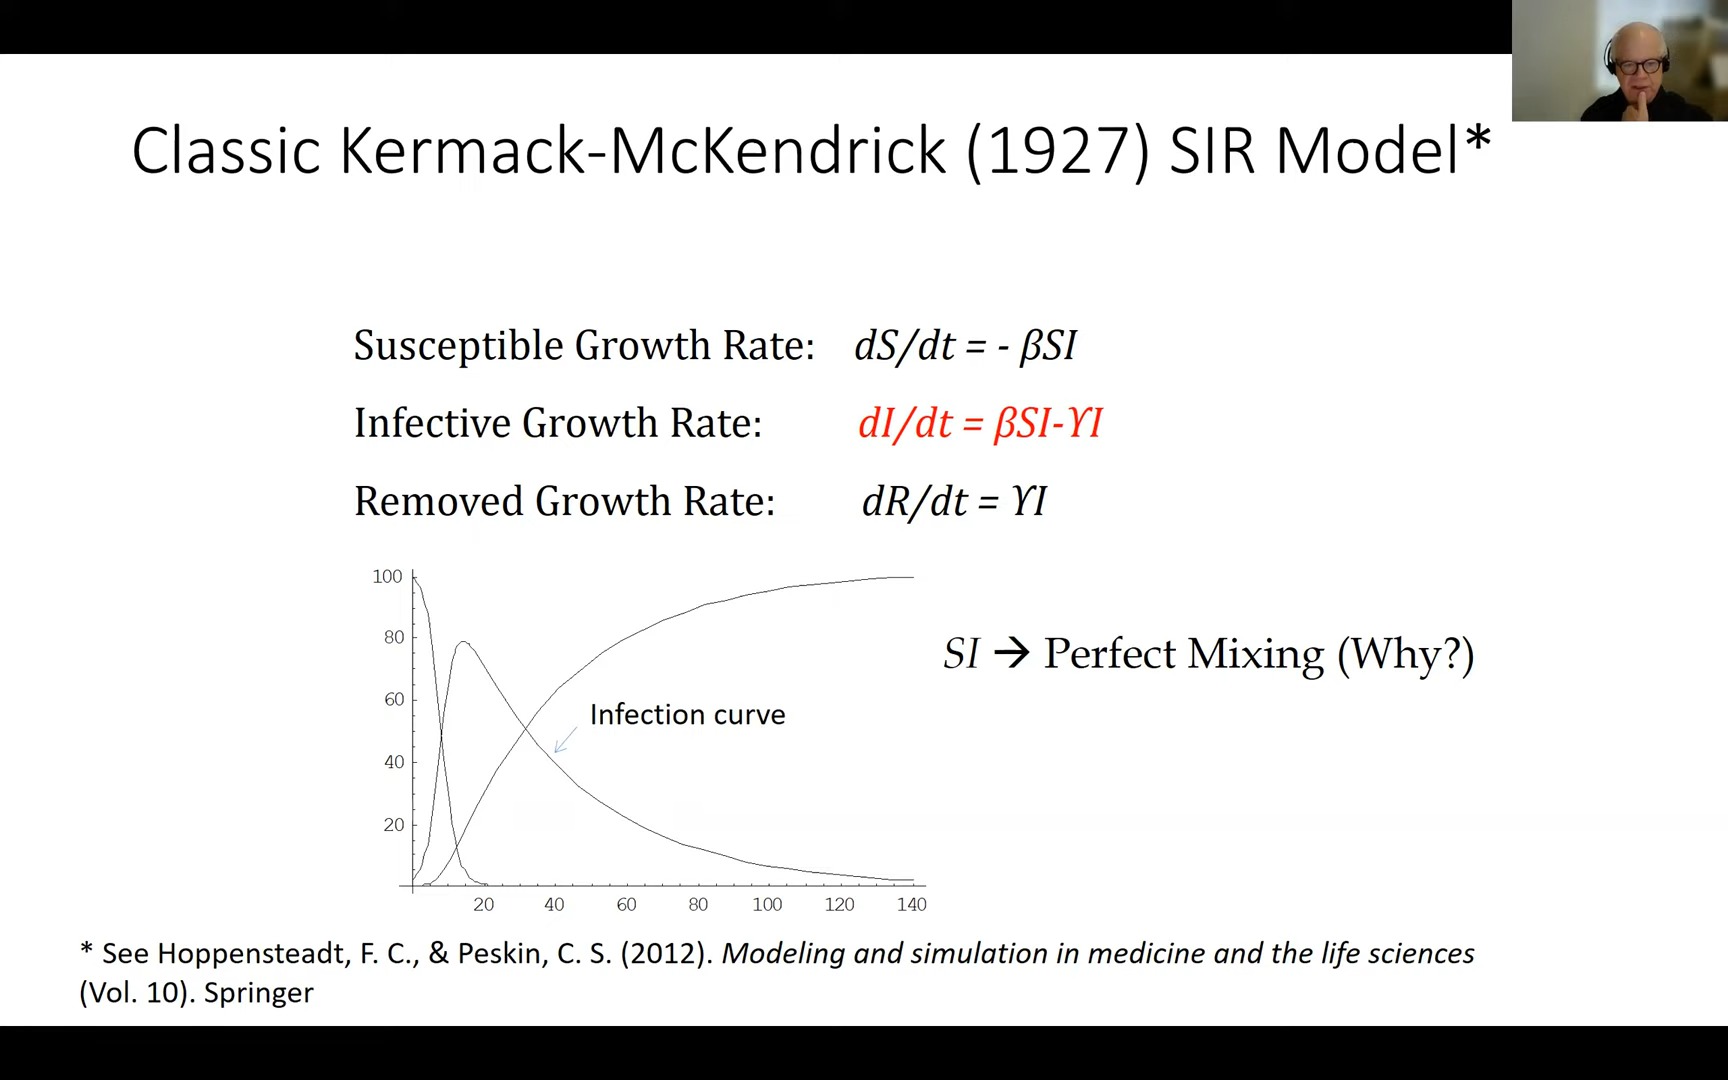 Classic Kermack-McKendrick (1927) SIR Model*
Susceptible Growth Rate: dS/dt = - βSI
Infective Growth Rate: dI/dt = βSI-ϒI
Removed Growth Rate: dR/dt = ϒI
100
80
60
40
20
20 40 60 80 100 120 140
Infection curve
SI → Perfect Mixing (Why?)
* See Hoppensteadt, F. C., & Peskin, C. S. (2012). Modeling and simulation in medicine and the life sciences
(Vol. 10). Springer